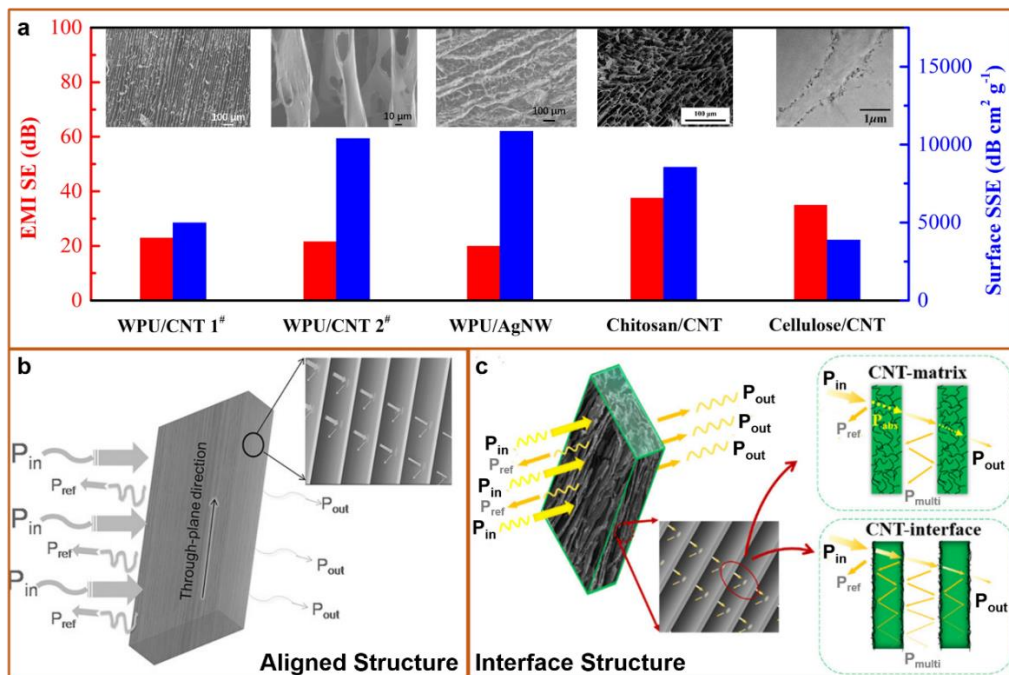 a
100
80
60
40
20
0
EMI SE (dB)
100 μm
10 μm
100 μm
100 μm
1μm
15000
10000
5000
0
Surface SSE (dB cm² g⁻¹)
WPU/CNT 1#
WPU/CNT 2#
WPU/AgNW
Chitosan/CNT
Cellulose/CNT
b
Pin
Pref
Pin
Pref
Pin
Pref
Through-plane direction
Pout
Pout
Pout
Aligned Structure
c
Pin
Pref
Pin
Pref
Pin
Pout
Pout
Pout
Interface Structure
CNT-matrix
Pin
Pref
Pabs
Pout
Pmulti
CNT-interface
Pin
Pref
Pout
Pmulti